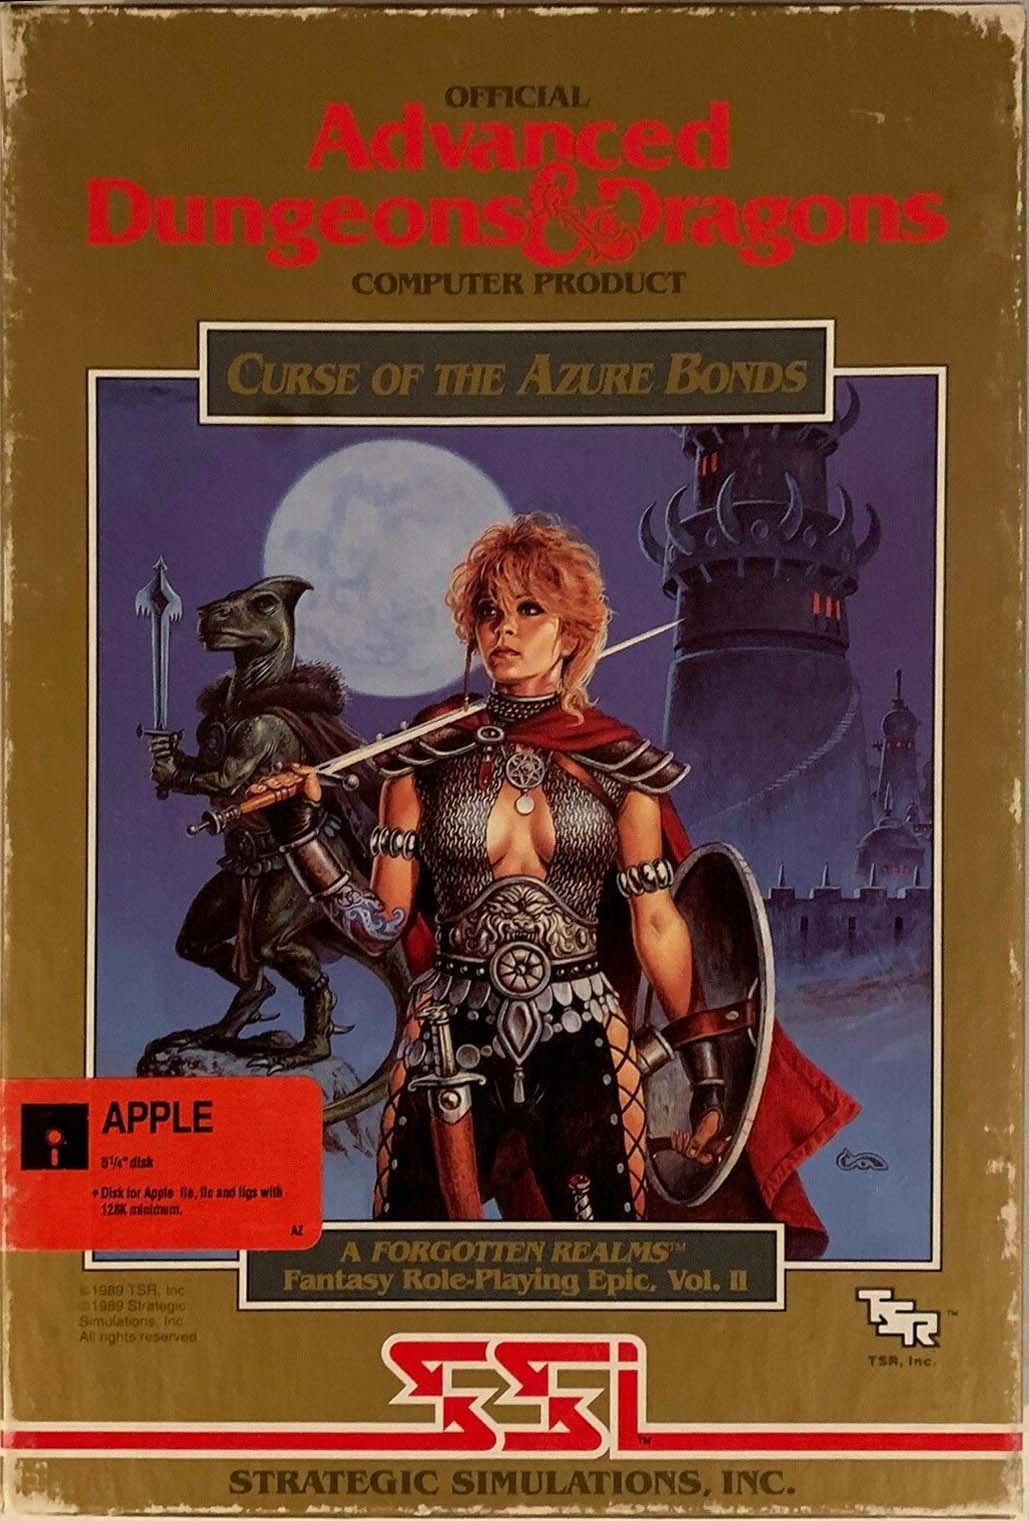 OFFICIAL
Advanced
Dungeons & Dragons
COMPUTER PRODUCT
CURSE OF THE AZURE BONDS
APPLE
5¼" disk
• Disk for Apple IIe, IIc and IIgs with
128K minimum.
AZ
A FORGOTTEN REALMS™
Fantasy Role-Playing Epic, Vol. II
©1989 TSR, Inc.
©1989 Strategic
Simulations, Inc.
All rights reserved
TSR ™
TSR, Inc.
SSI ™
STRATEGIC SIMULATIONS, INC.